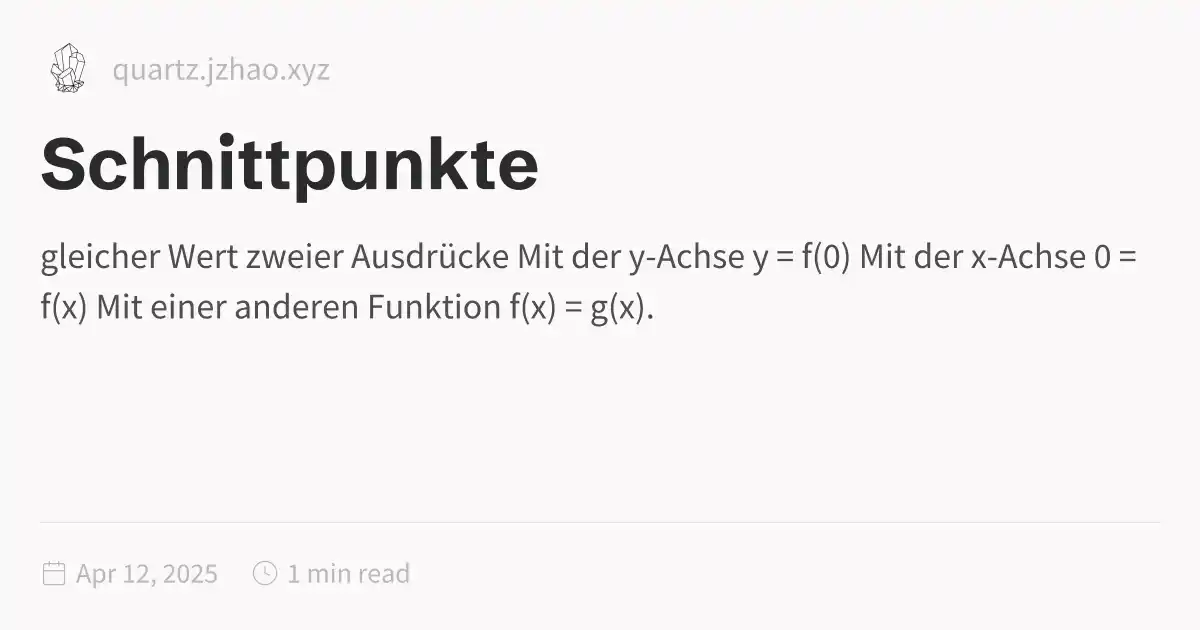 quartz.jzhao.xyz
Schnittpunkte
gleicher Wert zweier Ausdrücke Mit der y-Achse y = f(0) Mit der x-Achse 0 =
f(x) Mit einer anderen Funktion f(x) = g(x).
Apr 12, 2025 1 min read